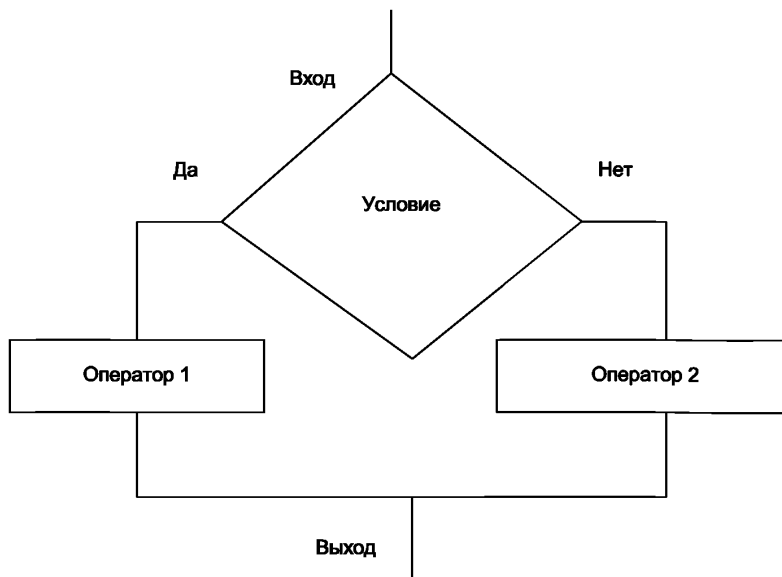 Вход
Да
Нет
Условие
Оператор 1
Оператор 2
Выход